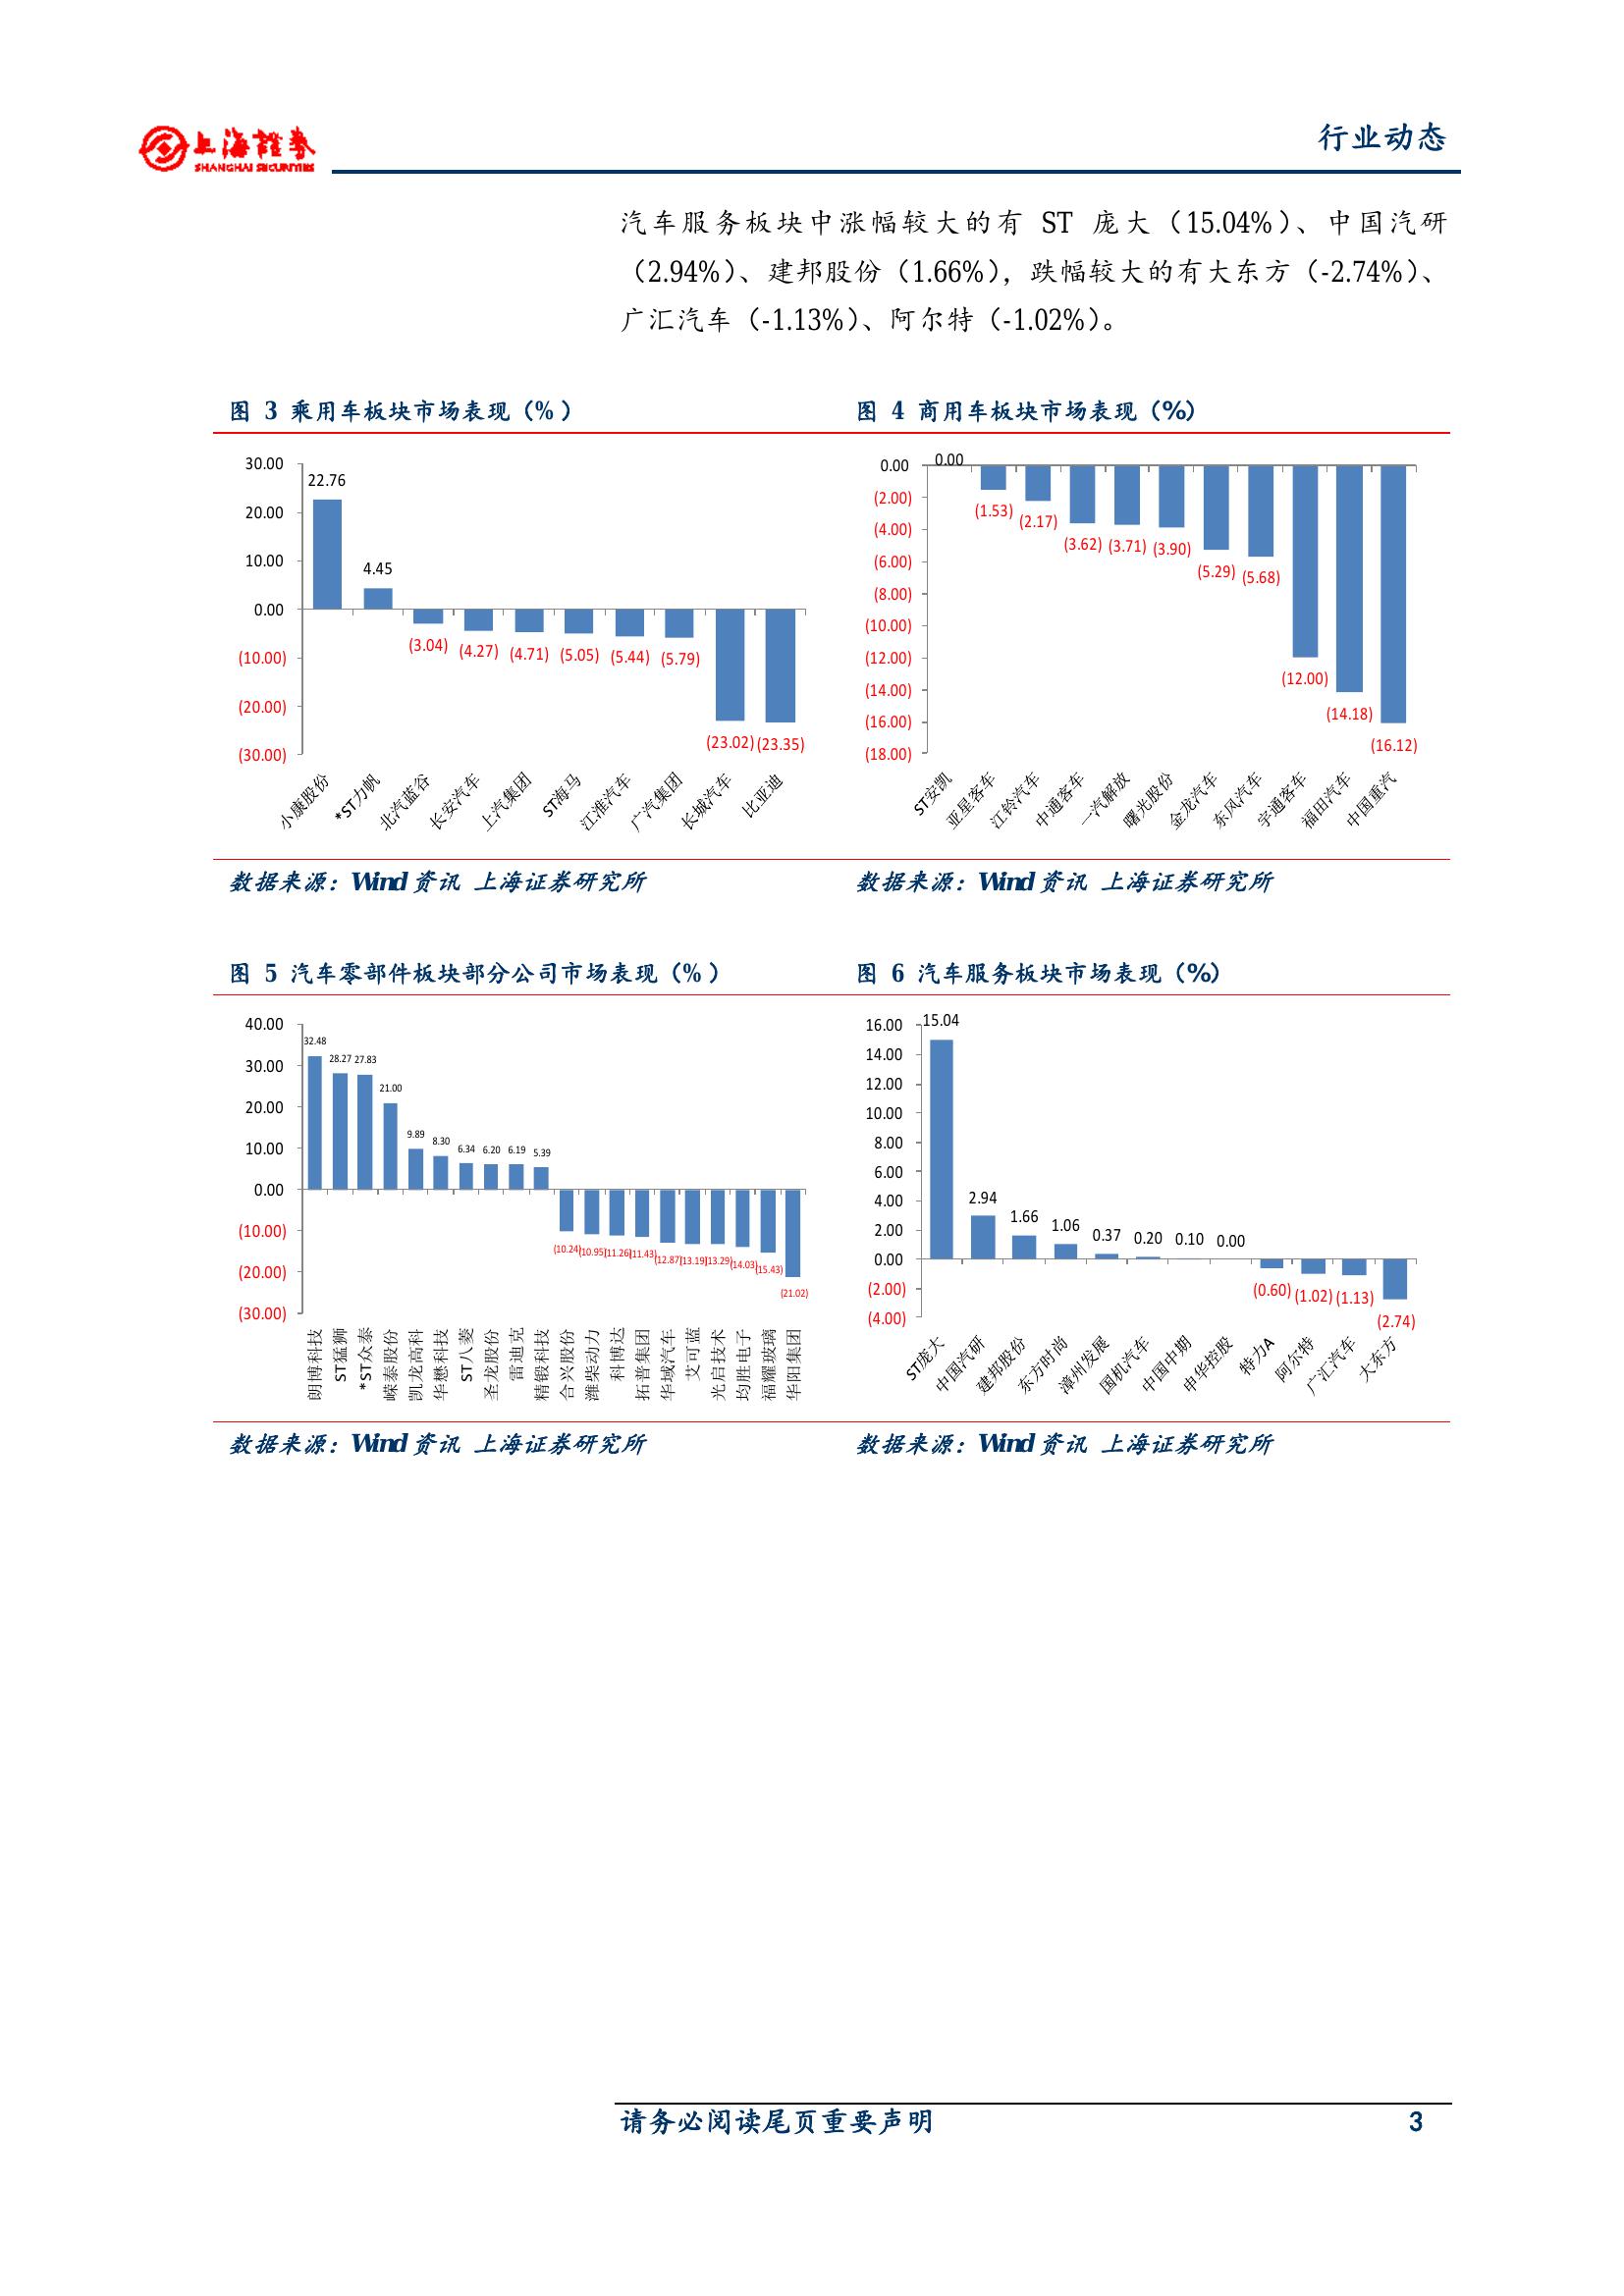 上海證券
SHANGHAI SECURITIES
行业动态
汽车服务板块中涨幅较大的有 ST 庞大（15.04%）、中国汽研
（2.94%）、建邦股份（1.66%），跌幅较大的有大东方（-2.74%）、
广汇汽车（-1.13%）、阿尔特（-1.02%）。
图 3 乘用车板块市场表现（%）
30.00
20.00
10.00
0.00
(10.00)
(20.00)
(30.00)
22.76
4.45
(3.04)
(4.27)
(4.71)
(5.05)
(5.44)
(5.79)
(23.02)
(23.35)
小康股份
*ST力帆
北汽蓝谷
长安汽车
上汽集团
ST海马
江淮汽车
广汽集团
长城汽车
比亚迪
数据来源：Wind 资讯 上海证券研究所
图 4 商用车板块市场表现（%）
0.00
(2.00)
(4.00)
(6.00)
(8.00)
(10.00)
(12.00)
(14.00)
(16.00)
(18.00)
0.00
(1.53)
(2.17)
(3.62)
(3.71)
(3.90)
(5.29)
(5.68)
(12.00)
(14.18)
(16.12)
ST安凯
亚星客车
江铃汽车
中通客车
一汽解放
曙光股份
金龙汽车
东风汽车
宇通客车
福田汽车
中国重汽
数据来源：Wind 资讯 上海证券研究所
图 5 汽车零部件板块部分公司市场表现（%）
40.00
30.00
20.00
10.00
0.00
(10.00)
(20.00)
(30.00)
32.48
28.27
27.83
21.00
9.89
8.30
6.34
6.20
6.19
5.39
(10.24)
(10.95)
(11.26)
(11.43)
(12.87)
(13.19)
(13.29)
(14.03)
(15.43)
(21.02)
朗博科技
ST猛狮
*ST众泰
嵘泰股份
凯龙高科
华懋科技
ST八菱
圣龙股份
雷迪克
精锻科技
合兴股份
潍柴动力
科博达
拓普集团
华域汽车
艾可蓝
光启技术
均胜电子
福耀玻璃
华阳集团
数据来源：Wind 资讯 上海证券研究所
图 6 汽车服务板块市场表现（%）
16.00
14.00
12.00
10.00
8.00
6.00
4.00
2.00
0.00
(2.00)
(4.00)
15.04
2.94
1.66
1.06
0.37
0.20
0.10
0.00
(0.60)
(1.02)
(1.13)
(2.74)
ST庞大
中国汽研
建邦股份
东方时尚
漳州发展
国机汽车
中国中期
申华控股
特力A
阿尔特
广汇汽车
大东方
数据来源：Wind 资讯 上海证券研究所
请务必阅读尾页重要声明
3